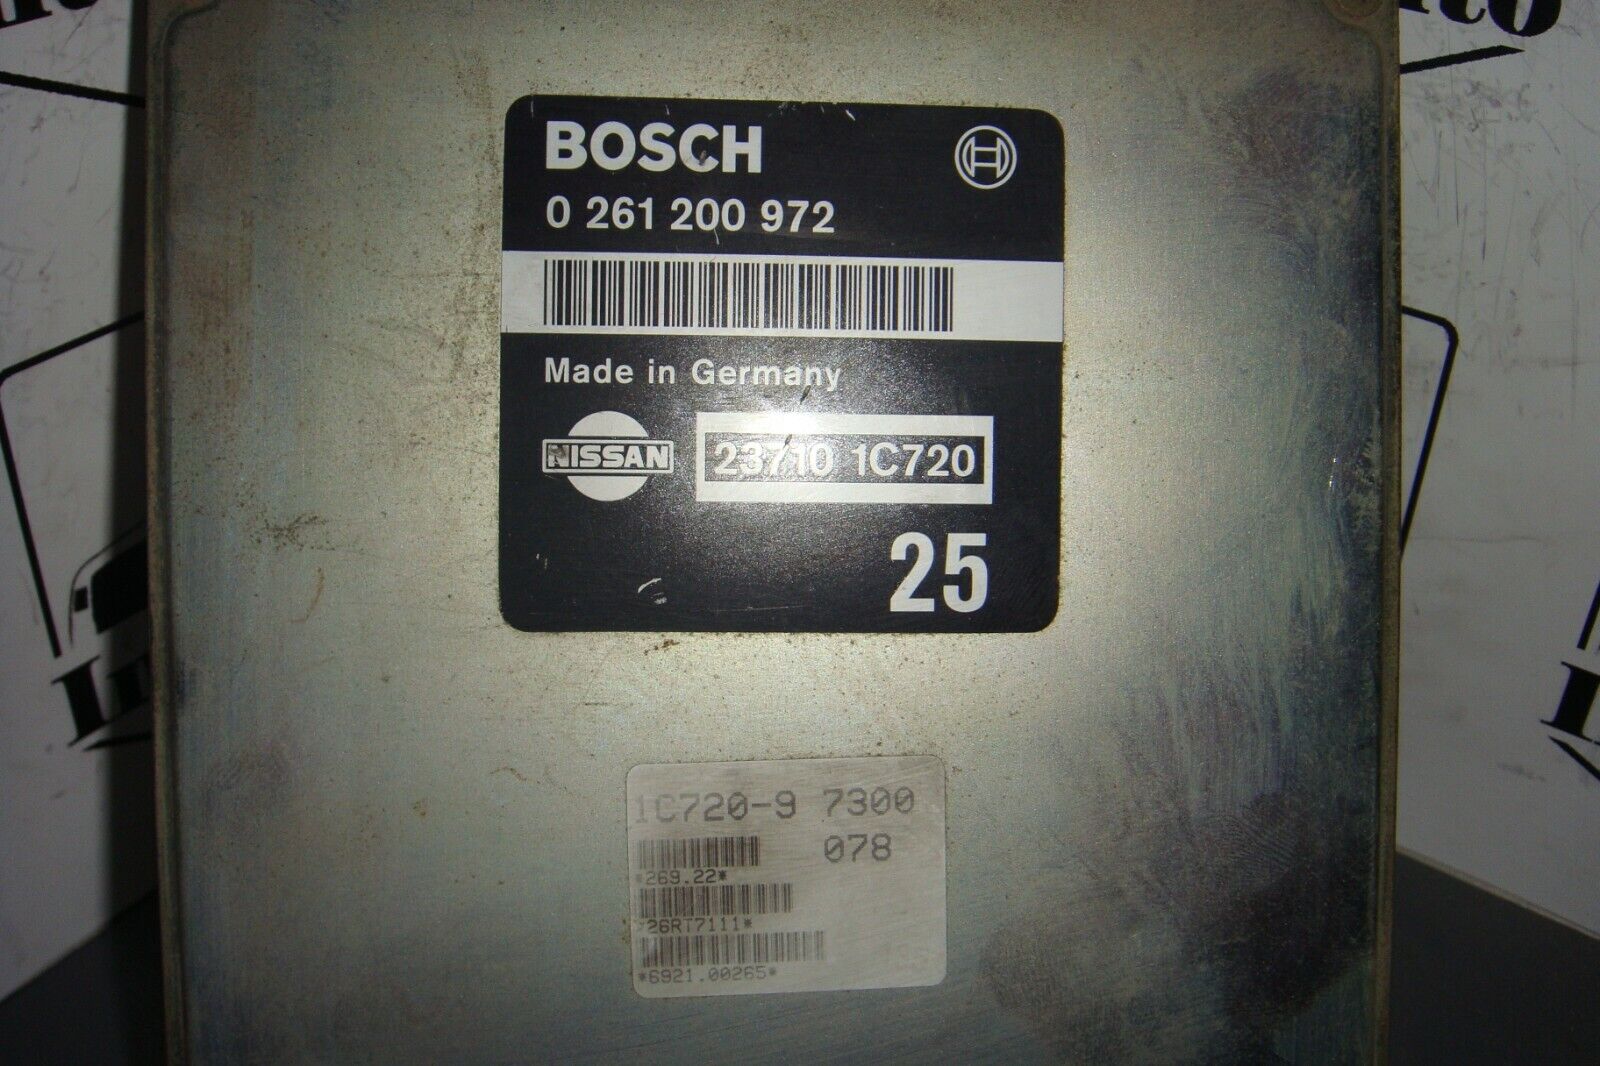 BOSCH
0 261 200 972
Made in Germany
NISSAN
23710 1C720
25
1C720-9 7300
078
*269.22*
*26RT7111*
*6921.00265*